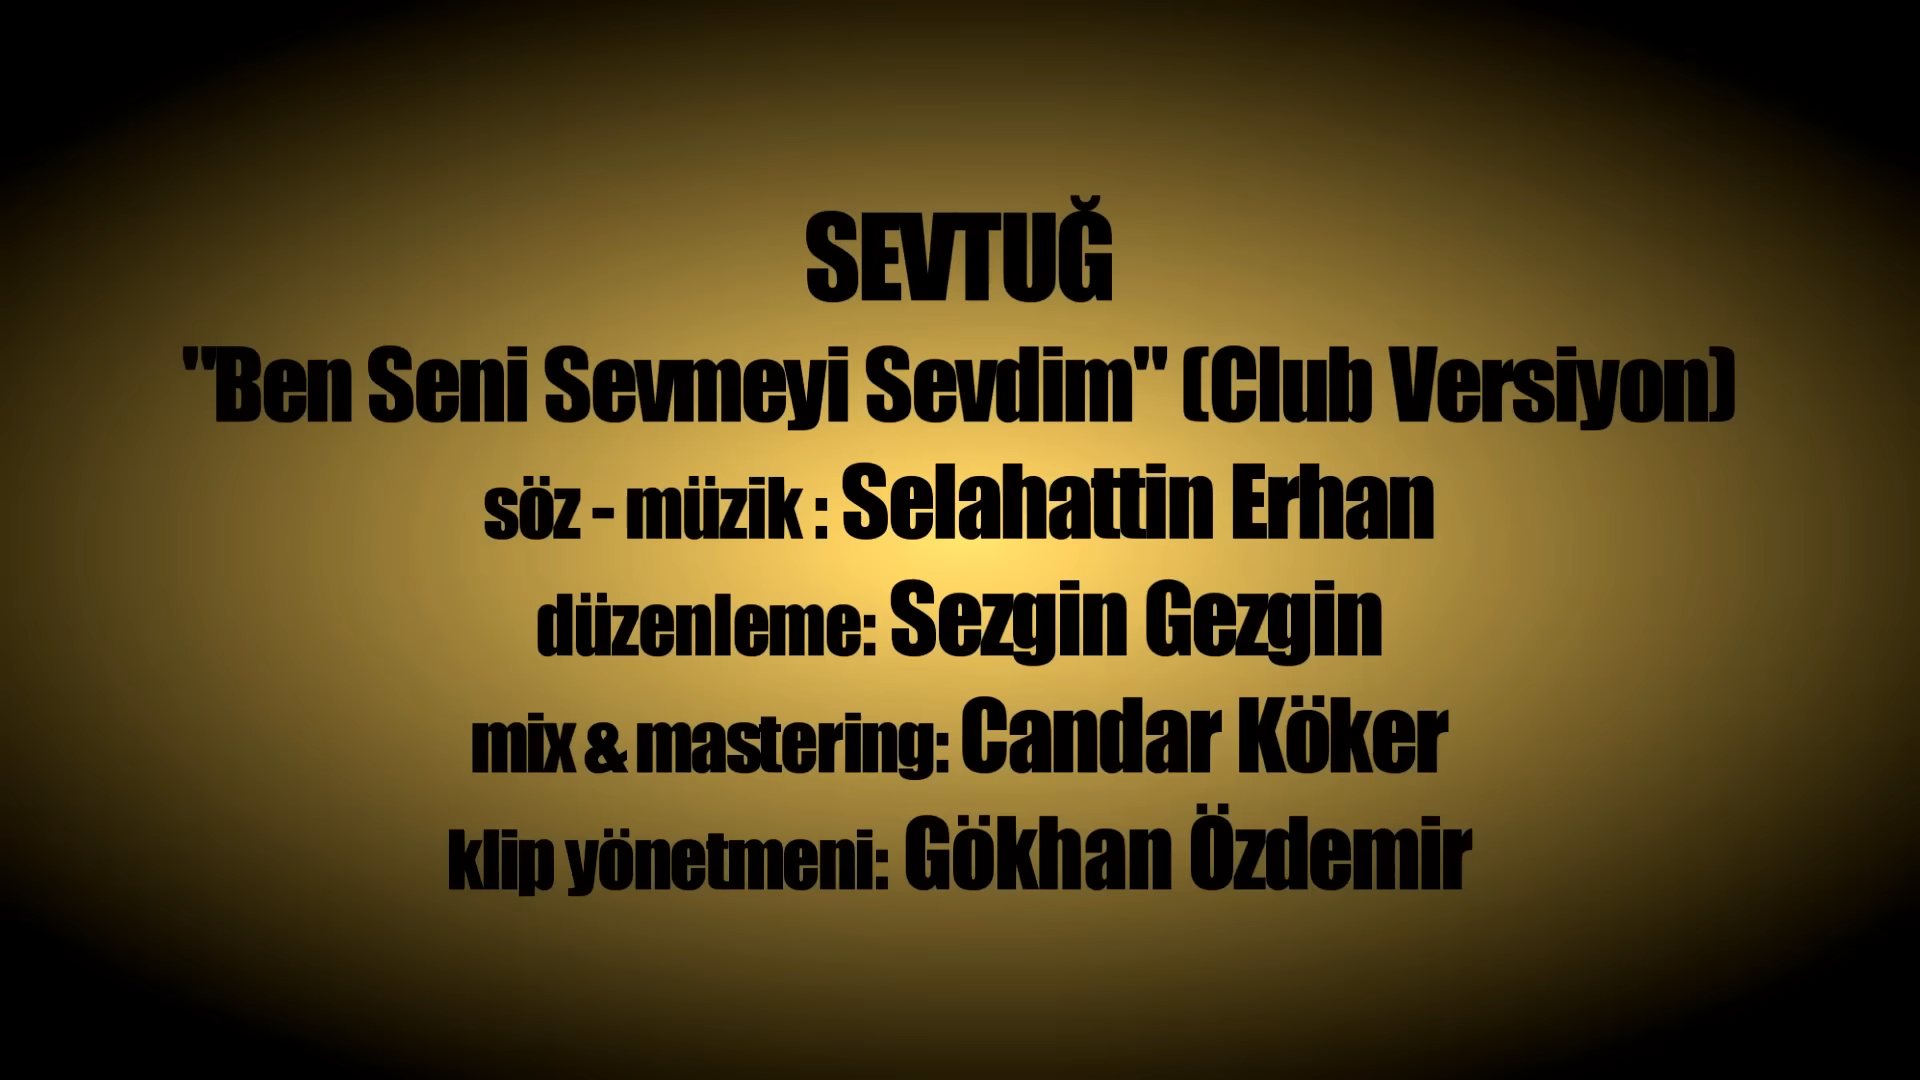 SEVTUĞ
"Ben Seni Sevmeyi Sevdim" (Club Versiyon)
söz - müzik : Selahattin Erhan
düzenleme: Sezgin Gezgin
mix & mastering: Candar Köker
klip yönetmeni: Gökhan Özdemir